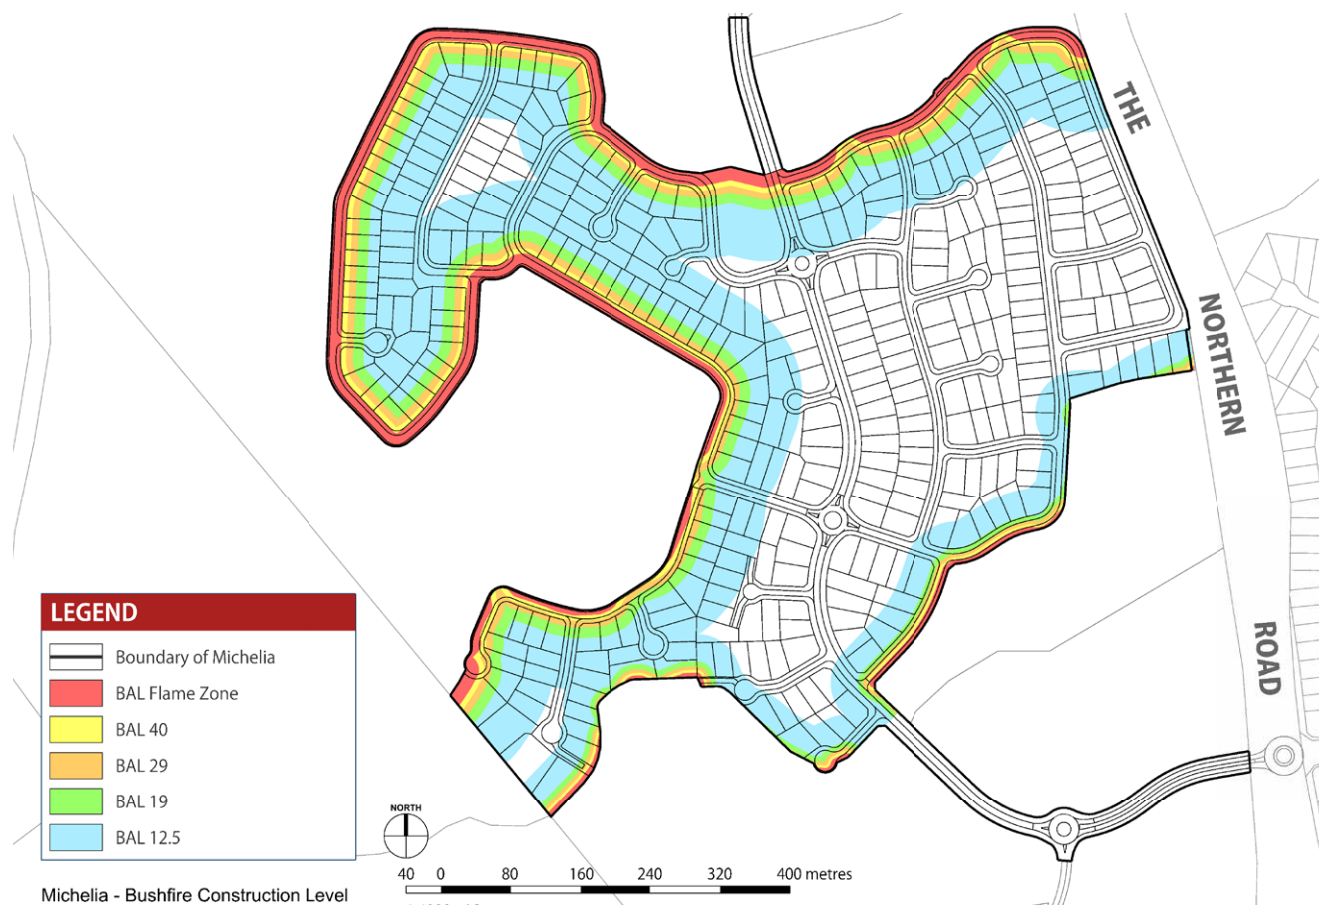 THE
NORTHERN
ROAD
LEGEND
Boundary of Michelia
BAL Flame Zone
BAL 40
BAL 29
BAL 19
BAL 12.5
NORTH
40 0 80 160 240 320 400 metres
Michelia - Bushfire Construction Level